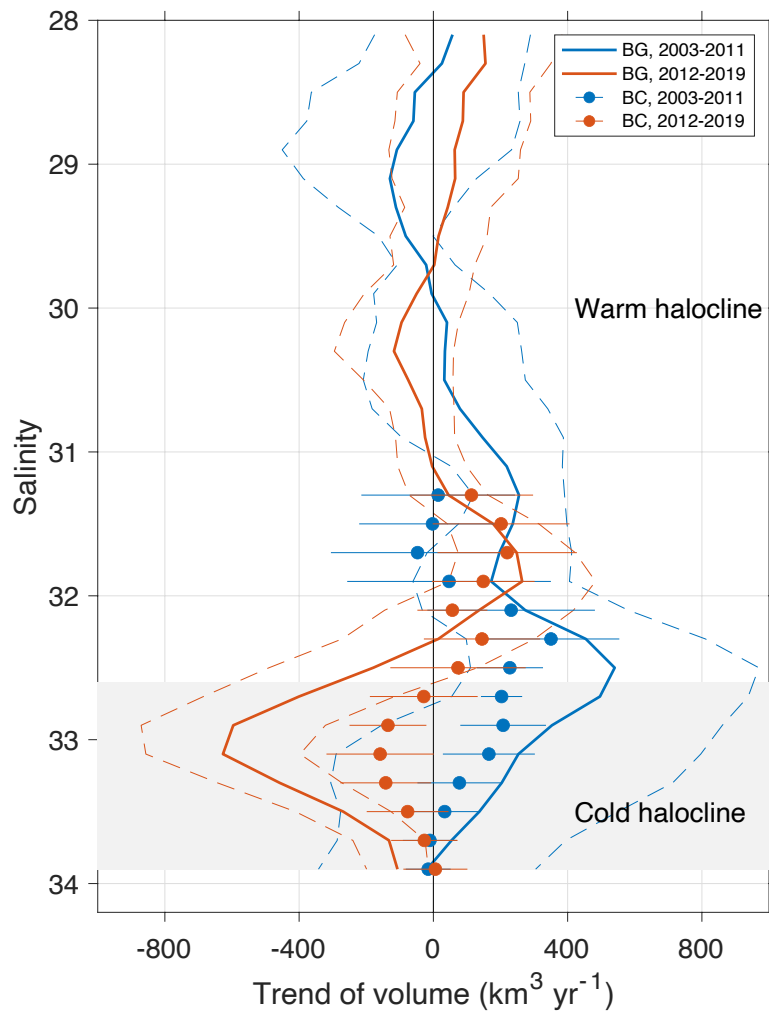 28
29
30
31
32
33
34
Salinity
BG, 2003-2011
BG, 2012-2019
BC, 2003-2011
BC, 2012-2019
Warm halocline
Cold halocline
-800 -400 0 400 800
Trend of volume (km³ yr⁻¹)